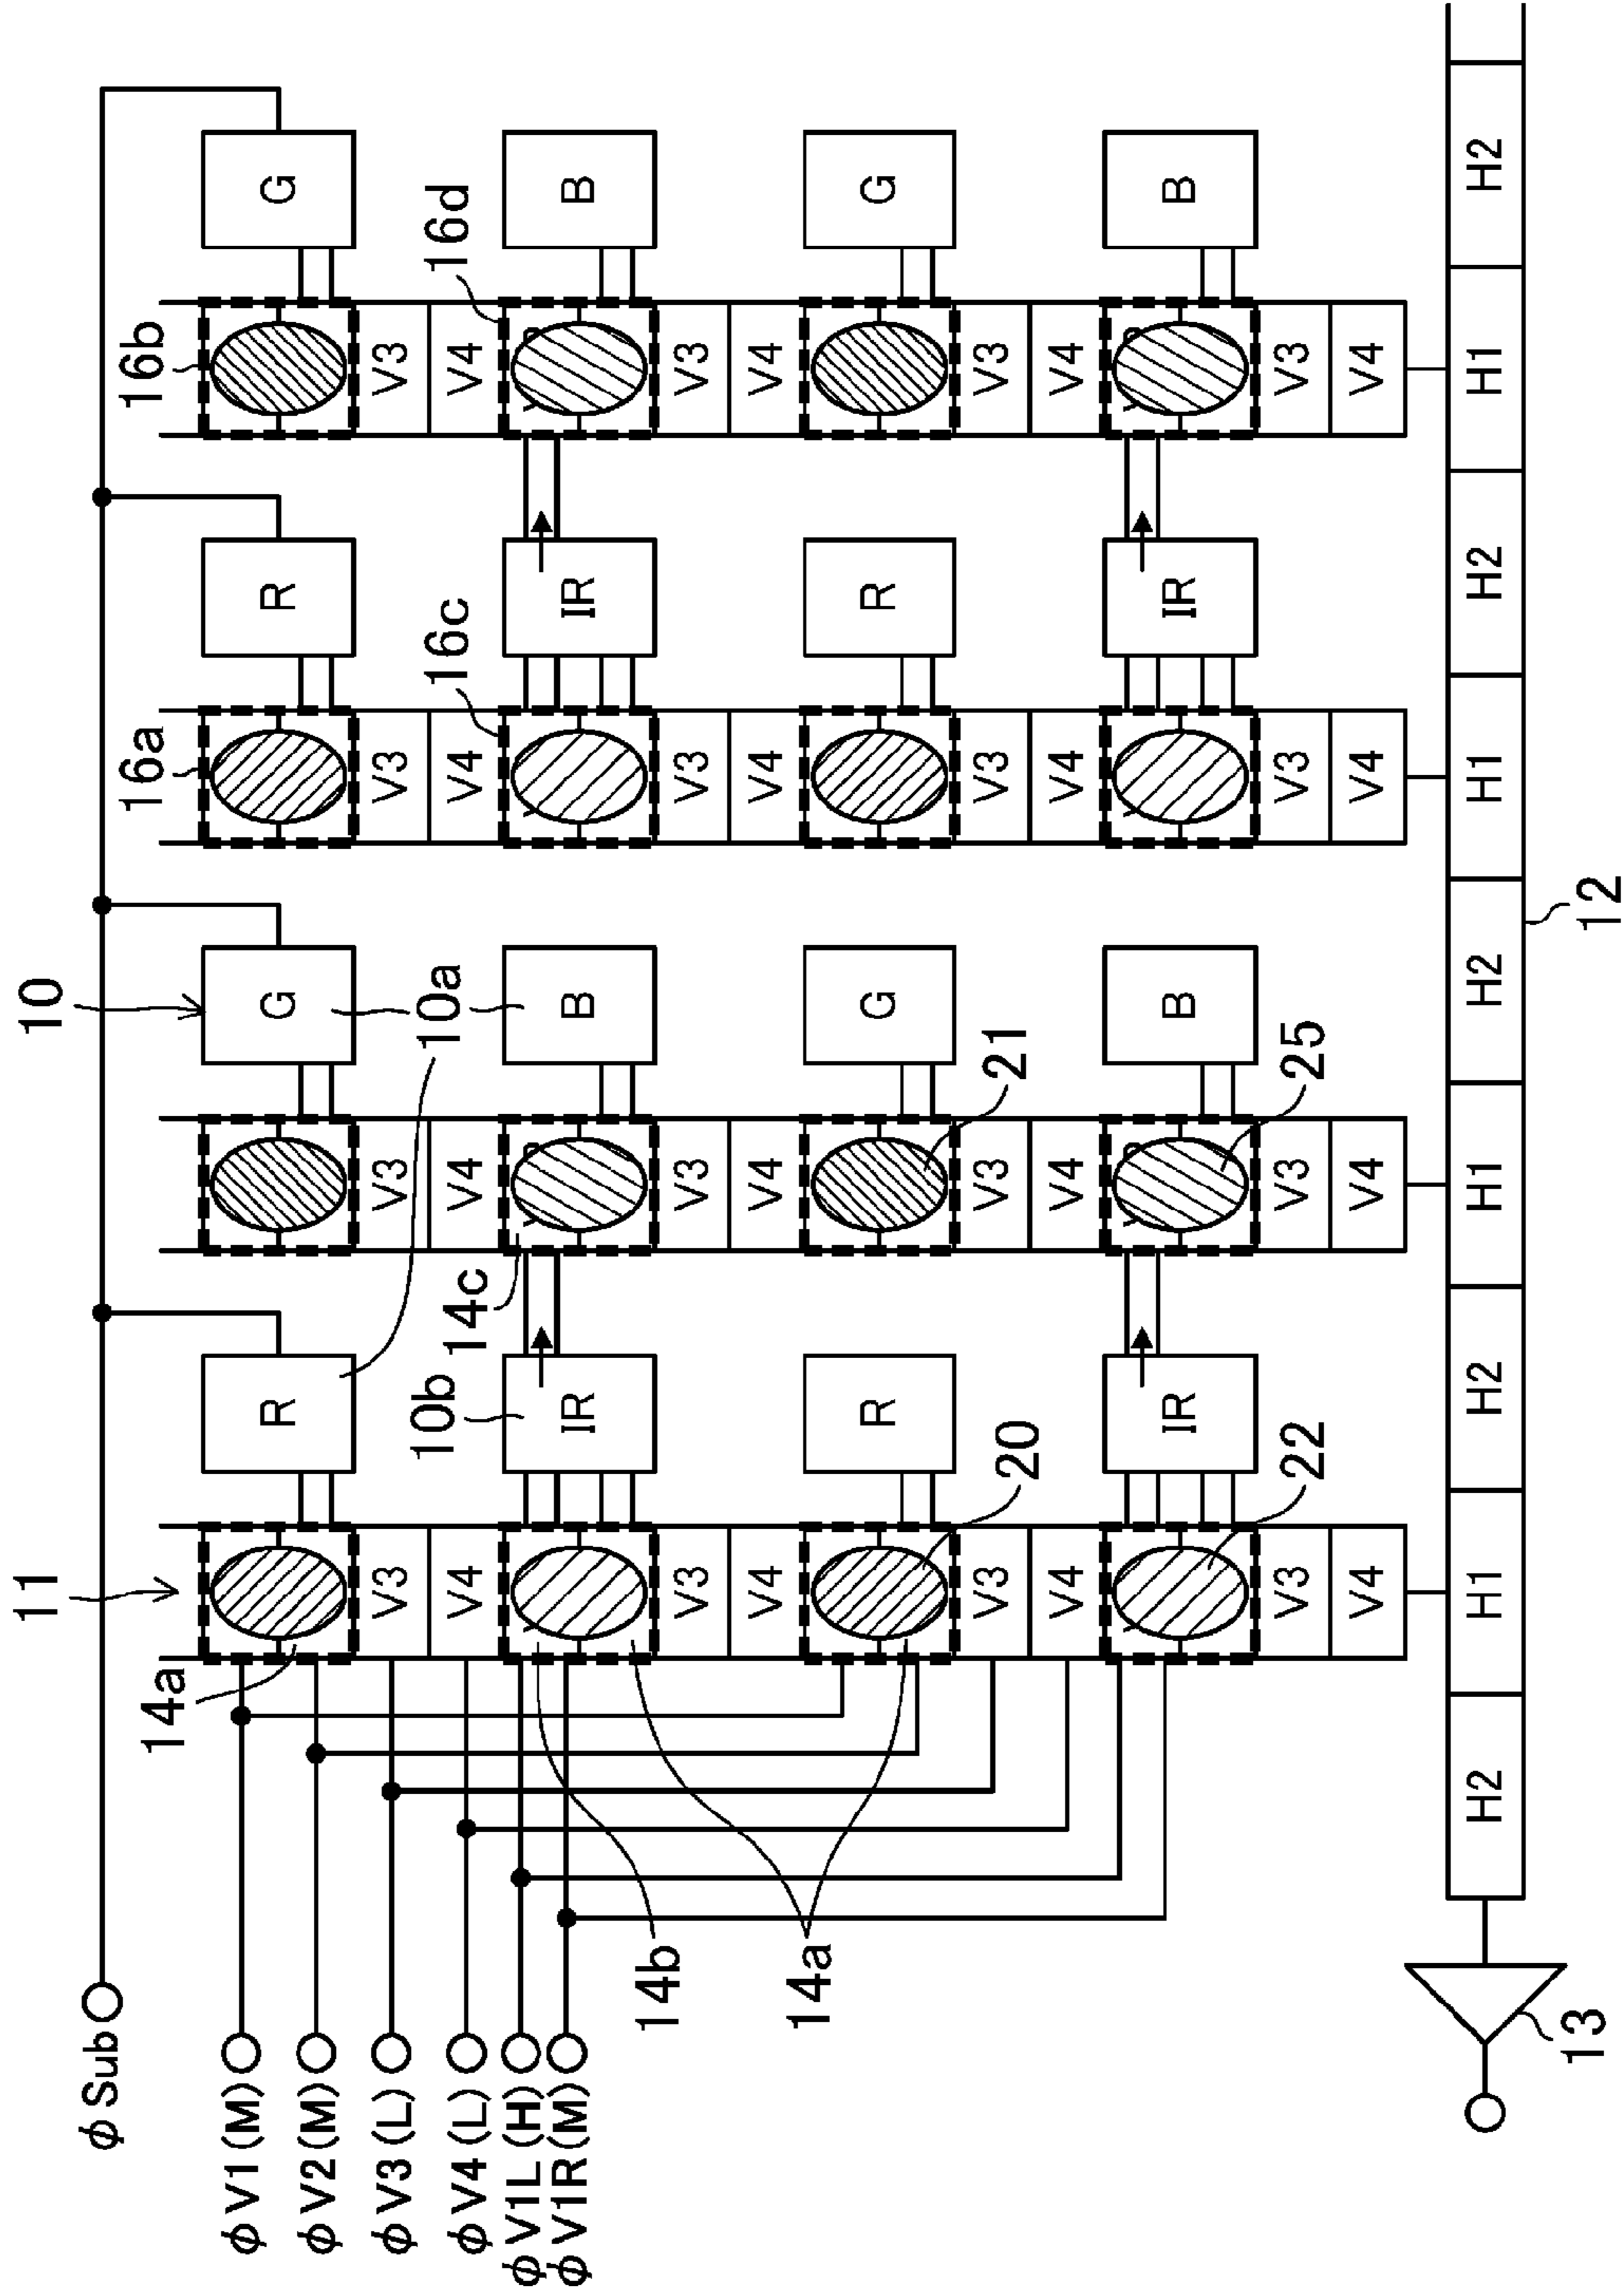 11 10
φSub
14a 16a 16b
φV1(M)
R G R G
φV2(M)
φV3(L) V3 V3 V3 V3
10b 10a 16c 16d
φV4(L) V4 14c V4 V4 V4
φV1L(H)
φV1R(M) IR B IR B
14b
V3 V3 V3 V3
V4 V4 V4 V4
14a
R G R G
V3 20 V3 21 V3 V3
V4 V4 V4 V4
IR B IR B
V3 22 V3 25 V3 V3
V4 V4 V4 V4
H2 H1 H2 H1 H2 H1 H2 H1 H2
13 12